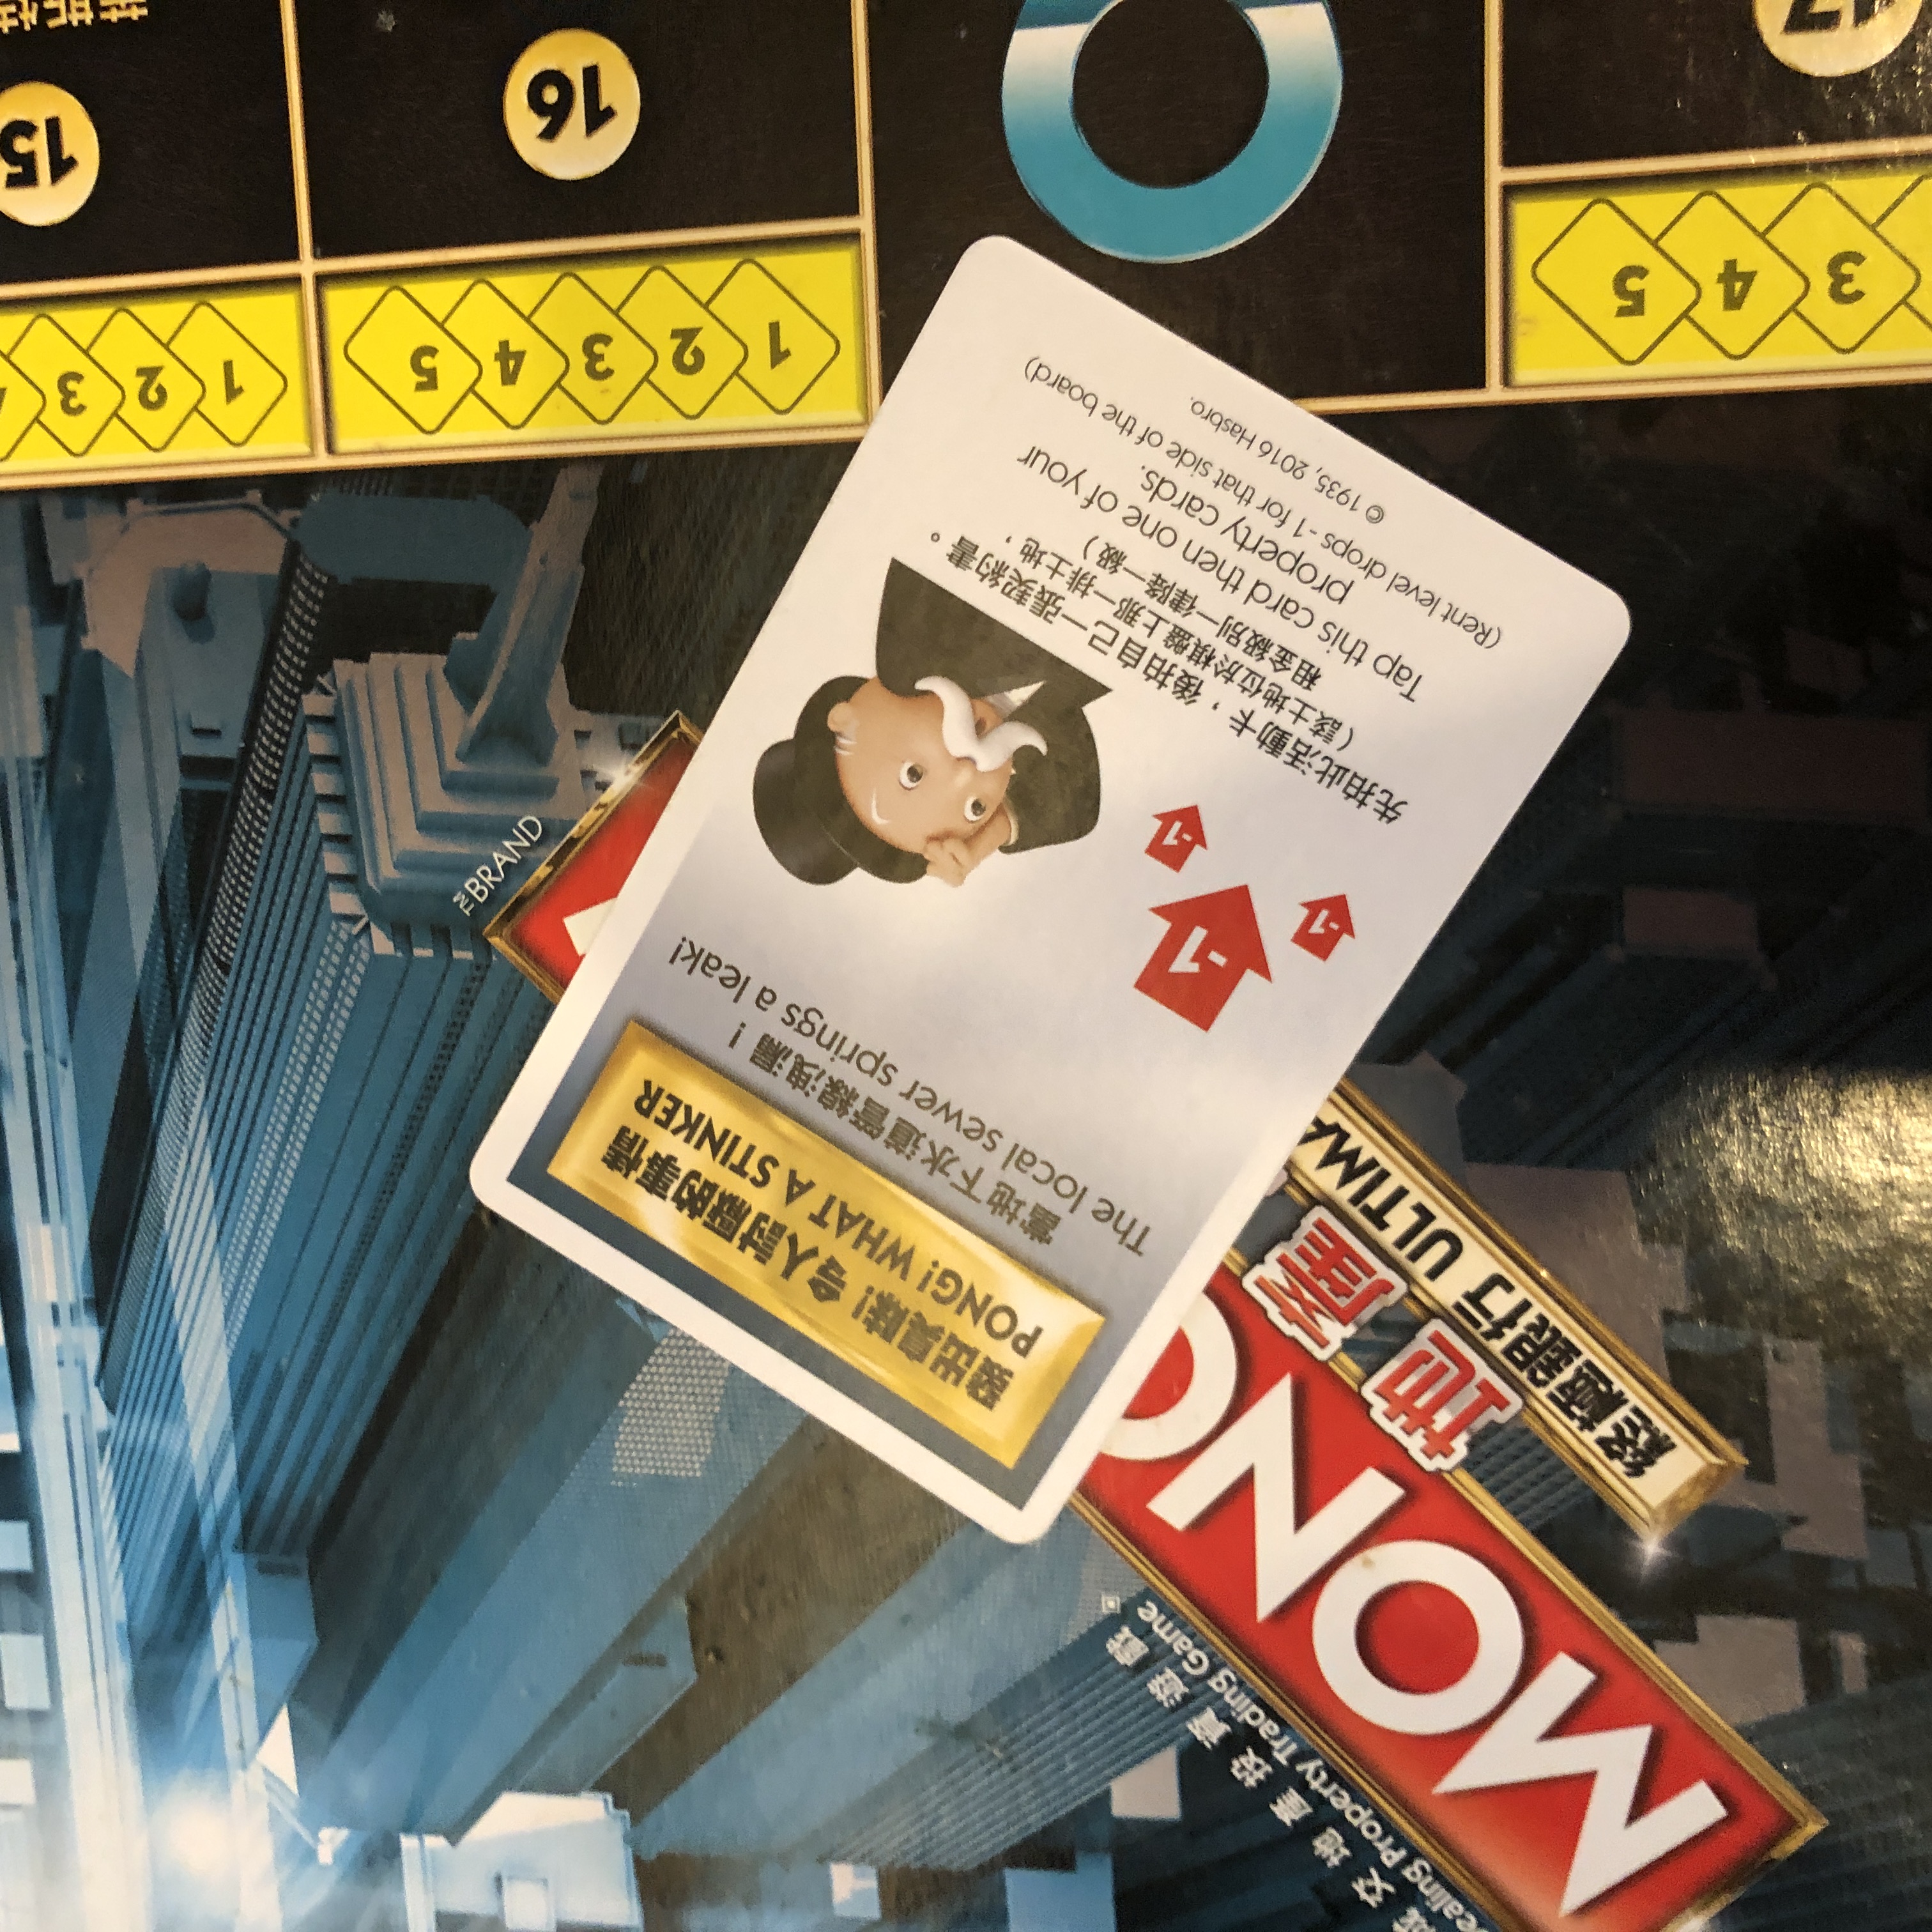 發出臭味! 令人討厭的事情
PONG! WHAT A STINKER
當地下水道管線洩漏！
The local sewer springs a leak!
-1
-1
-1
先拍此活動卡，後拍自己一張契約書。
（該土地位於棋盤上那一排土地，
租金級別一律降一級）
Tap this card then one of your
property cards.
(Rent level drops -1 for that side of the board)
© 1935, 2016 Hasbro.
交地產投資遊戲
Dealing Property Trading Game
MONO
™BRAND
地產
終極銀行 ULTIMA
1 2 3 4
15
1 2 3 4 5
16
3 4 5
17